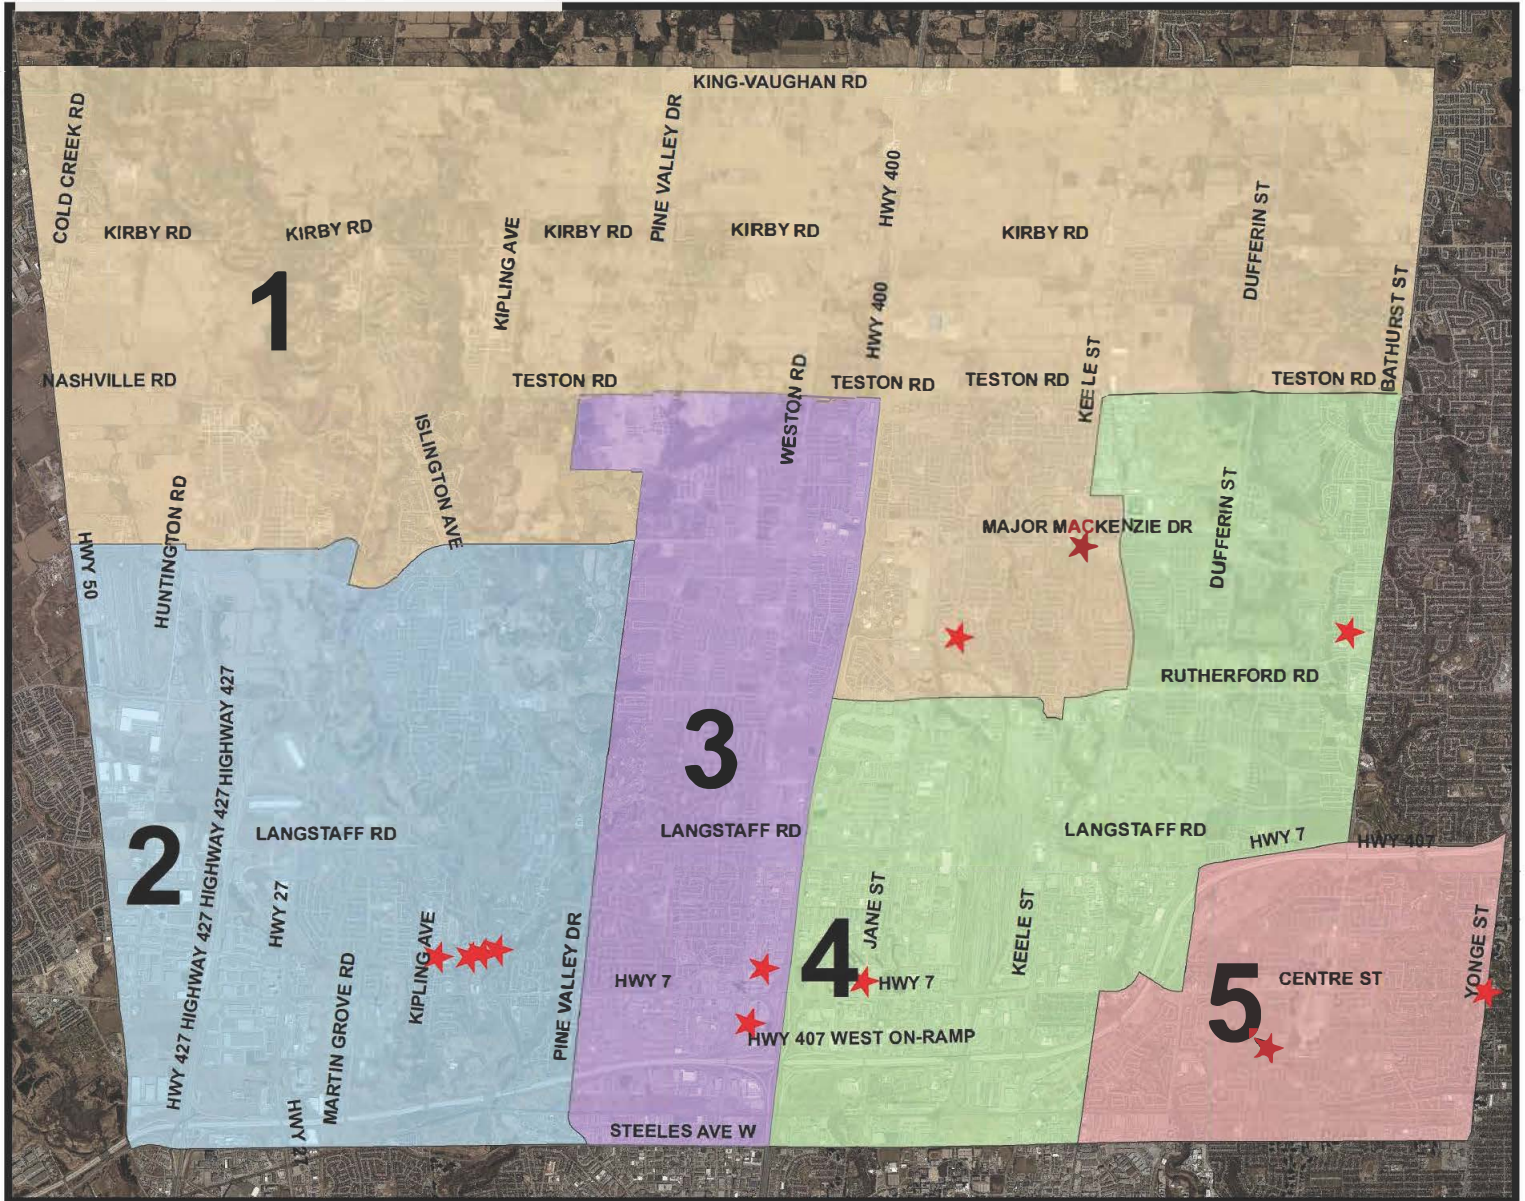 KING-VAUGHAN RD
COLD CREEK RD
PINE VALLEY DR
HWY 400
DUFFERIN ST
KIRBY RD
KIRBY RD
KIPLING AVE
KIRBY RD
KIRBY RD
KIRBY RD
1
HWY 400
BATHURST ST
NASHVILLE RD
TESTON RD
WESTON RD
TESTON RD
TESTON RD
KEELE ST
TESTON RD
ISLINGTON AVE
HUNTINGTON RD
HWY 50
MAJOR MACKENZIE DR
DUFFERIN ST
RUTHERFORD RD
3
HIGHWAY 427
HIGHWAY 427
HIGHWAY 427
HWY 427
LANGSTAFF RD
LANGSTAFF RD
LANGSTAFF RD
HWY 7
HWY 407
2
HWY 27
KIPLING AVE
PINE VALLEY DR
JANE ST
KEELE ST
YONGE ST
4
HWY 7
HWY 7
5
CENTRE ST
MARTIN GROVE RD
HWY 407 WEST ON-RAMP
HWY 27
STEELES AVE W